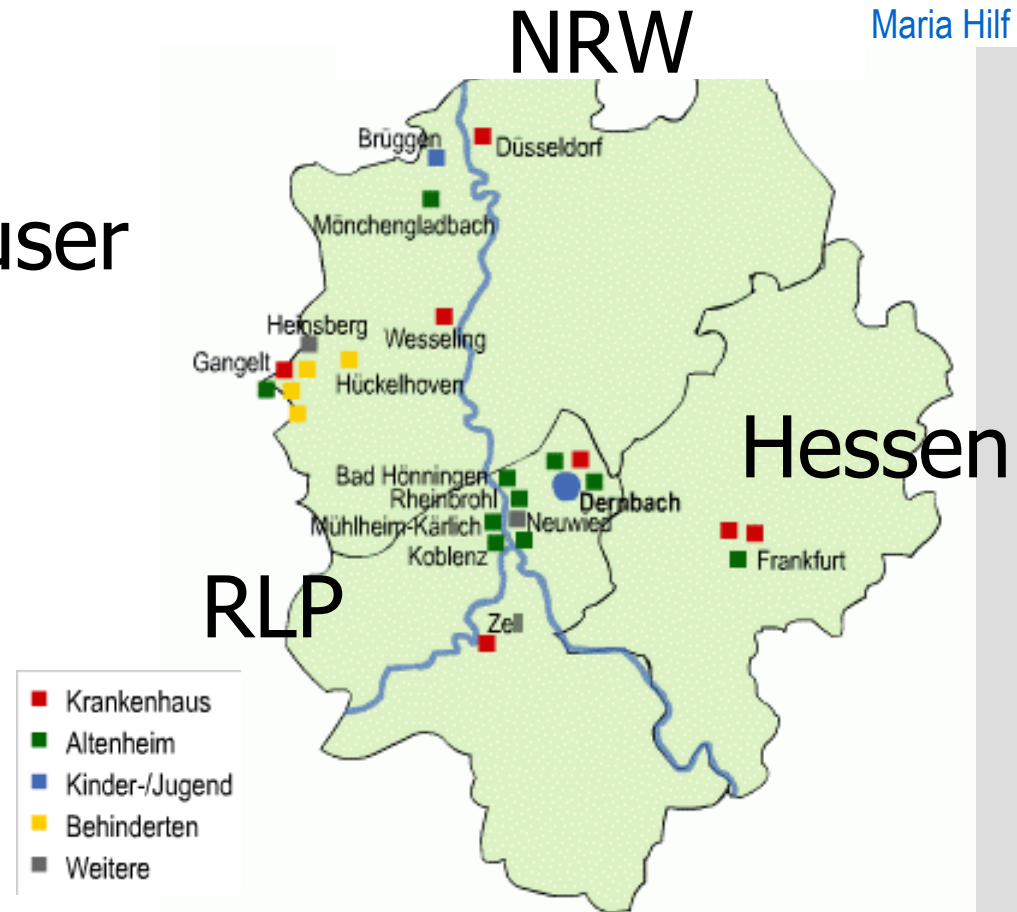 NRW
Maria Hilf
Brüggen
Düsseldorf
Mönchengladbach
Heinsberg
Wesseling
Gangelt
Hückelhoven
Hessen
Bad Hönningen
Rheinbrohl
Dernbach
Mühlheim-Kärlich
Neuwied
Koblenz
Frankfurt
RLP
Zell
Krankenhaus
Altenheim
Kinder-/Jugend
Behinderten
Weitere